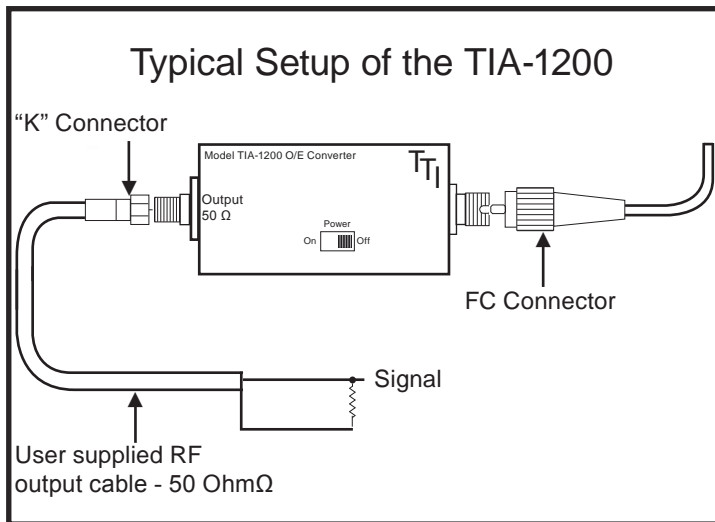 Typical Setup of the TIA-1200
“K” Connector
Model TIA-1200 O/E Converter
TTI
Output
50 Ω
Power
On
Off
FC Connector
Signal
User supplied RF
output cable - 50 OhmΩ